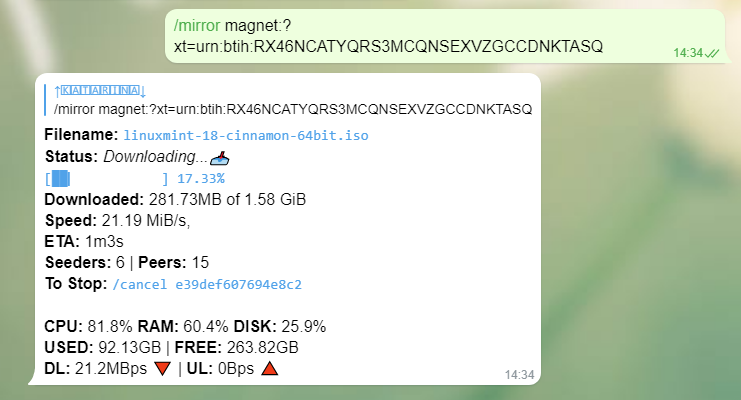 /mirror magnet:?
xt=urn:btih:RX46NCATYQRS3MCQNSEXVZGCCDNKTASQ
14:34
↑🄺🄰🅃🄰🅁🄸🄽🄰↓
/mirror magnet:?xt=urn:btih:RX46NCATYQRS3MCQNSEXVZGCCDNKTASQ
Filename: linuxmint-18-cinnamon-64bit.iso
Status: Downloading...📥
[██▎ ] 17.33%
Downloaded: 281.73MB of 1.58 GiB
Speed: 21.19 MiB/s,
ETA: 1m3s
Seeders: 6 | Peers: 15
To Stop: /cancel e39def607694e8c2
CPU: 81.8% RAM: 60.4% DISK: 25.9%
USED: 92.13GB | FREE: 263.82GB
DL: 21.2MBps 🔻 | UL: 0Bps 🔺
14:34